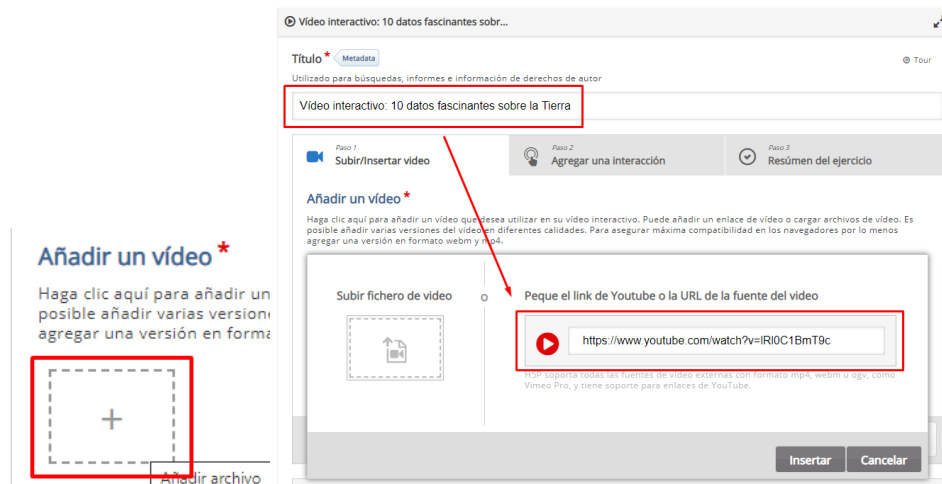 Vídeo interactivo: 10 datos fascinantes sobr...
Título * Metadata
Tour
Utilizado para búsquedas, informes e información de derechos de autor
Vídeo interactivo: 10 datos fascinantes sobre la Tierra
Paso 1
Subir/Insertar video
Paso 2
Agregar una interacción
Paso 3
Resúmen del ejercicio
Añadir un vídeo *
Haga clic aquí para añadir un vídeo que desea utilizar en su vídeo interactivo. Puede añadir un enlace de vídeo o cargar archivos de vídeo. Es
posible añadir varias versiones del vídeo en diferentes calidades. Para asegurar máxima compatibilidad en los navegadores por lo menos
agregar una versión en formato webm y mp4.
Subir fichero de video
o
Peque el link de Youtube o la URL de la fuente del video
https://www.youtube.com/watch?v=lRl0C1BmT9c
H5P soporta todas las fuentes de vídeo externas con formato mp4, webm u ogv, como
Vimeo Pro, y tiene soporte para enlaces de YouTube.
Insertar
Cancelar
Añadir un vídeo *
Haga clic aquí para añadir un
posible añadir varias versione
agregar una versión en forma
+
Añadir archivo